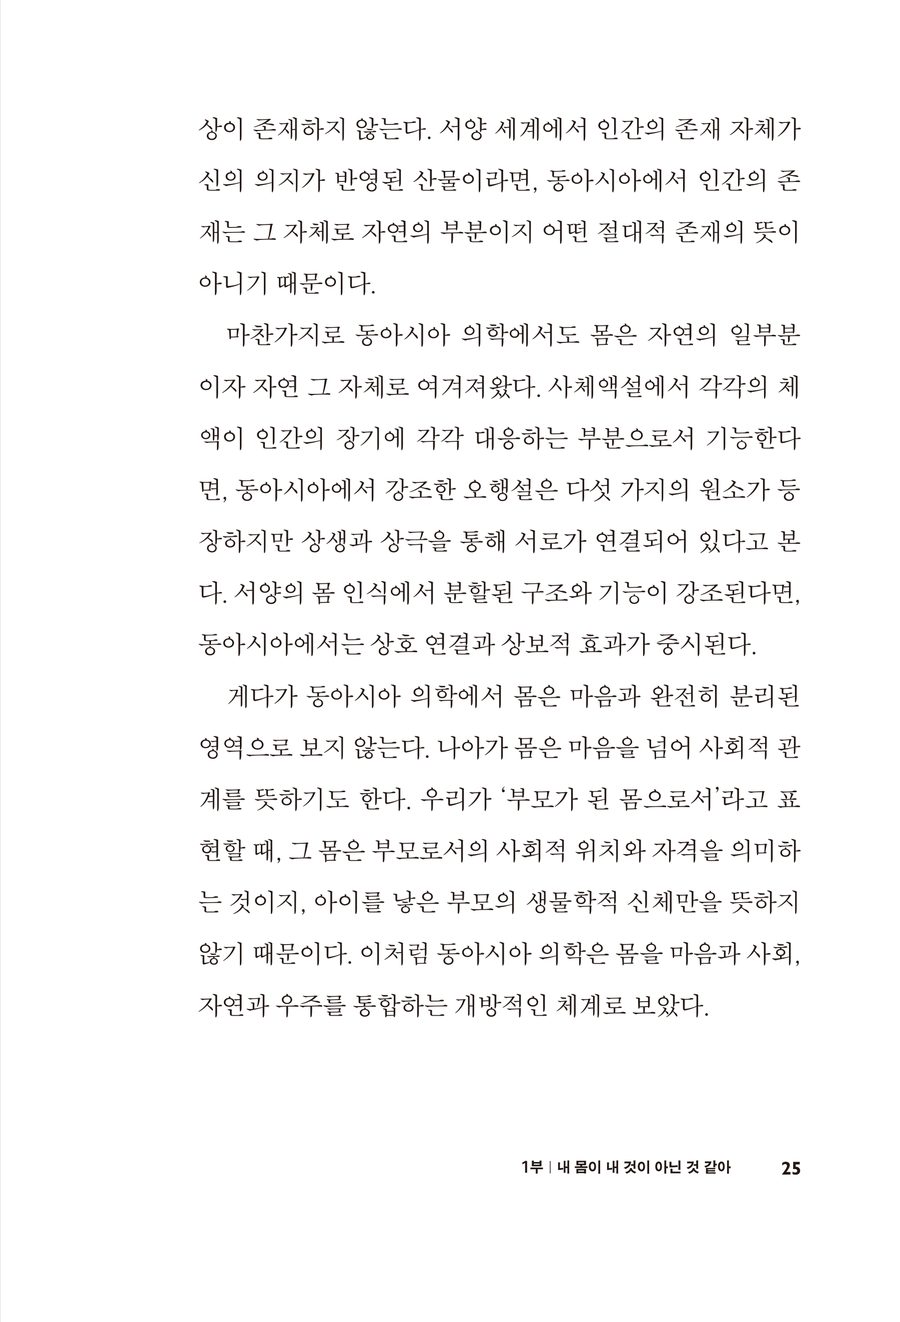 상이 존재하지 않는다. 서양 세계에서 인간의 존재 자체가
신의 의지가 반영된 산물이라면, 동아시아에서 인간의 존
재는 그 자체로 자연의 부분이지 어떤 절대적 존재의 뜻이
아니기 때문이다.
마찬가지로 동아시아 의학에서도 몸은 자연의 일부분
이자 자연 그 자체로 여겨져왔다. 사체액설에서 각각의 체
액이 인간의 장기에 각각 대응하는 부분으로서 기능한다
면, 동아시아에서 강조한 오행설은 다섯 가지의 원소가 등
장하지만 상생과 상극을 통해 서로가 연결되어 있다고 본
다. 서양의 몸 인식에서 분할된 구조와 기능이 강조된다면,
동아시아에서는 상호 연결과 상보적 효과가 중시된다.
게다가 동아시아 의학에서 몸은 마음과 완전히 분리된
영역으로 보지 않는다. 나아가 몸은 마음을 넘어 사회적 관
계를 뜻하기도 한다. 우리가 ‘부모가 된 몸으로서’라고 표
현할 때, 그 몸은 부모로서의 사회적 위치와 자격을 의미하
는 것이지, 아이를 낳은 부모의 생물학적 신체만을 뜻하지
않기 때문이다. 이처럼 동아시아 의학은 몸을 마음과 사회,
자연과 우주를 통합하는 개방적인 체계로 보았다.
1부 | 내 몸이 내 것이 아닌 것 같아 25